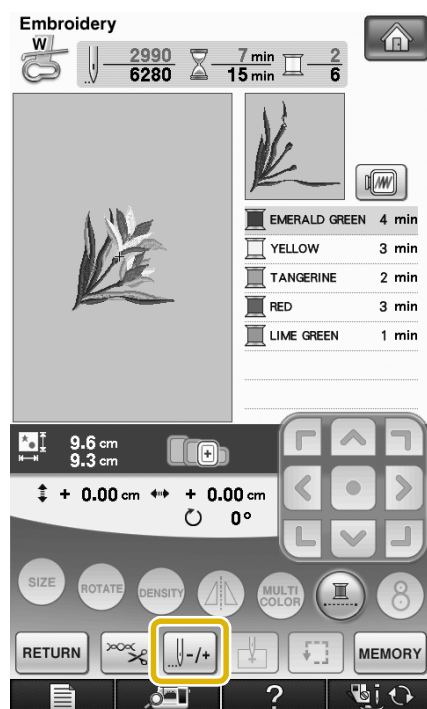 Embroidery
W
2990 7 min 2
6280 15 min 6
EMERALD GREEN 4 min
YELLOW 3 min
TANGERINE 2 min
RED 3 min
LIME GREEN 1 min
9.6 cm
9.3 cm
+ 0.00 cm + 0.00 cm
0°
SIZE ROTATE DENSITY MULTI COLOR 8
RETURN -/+ MEMORY
?